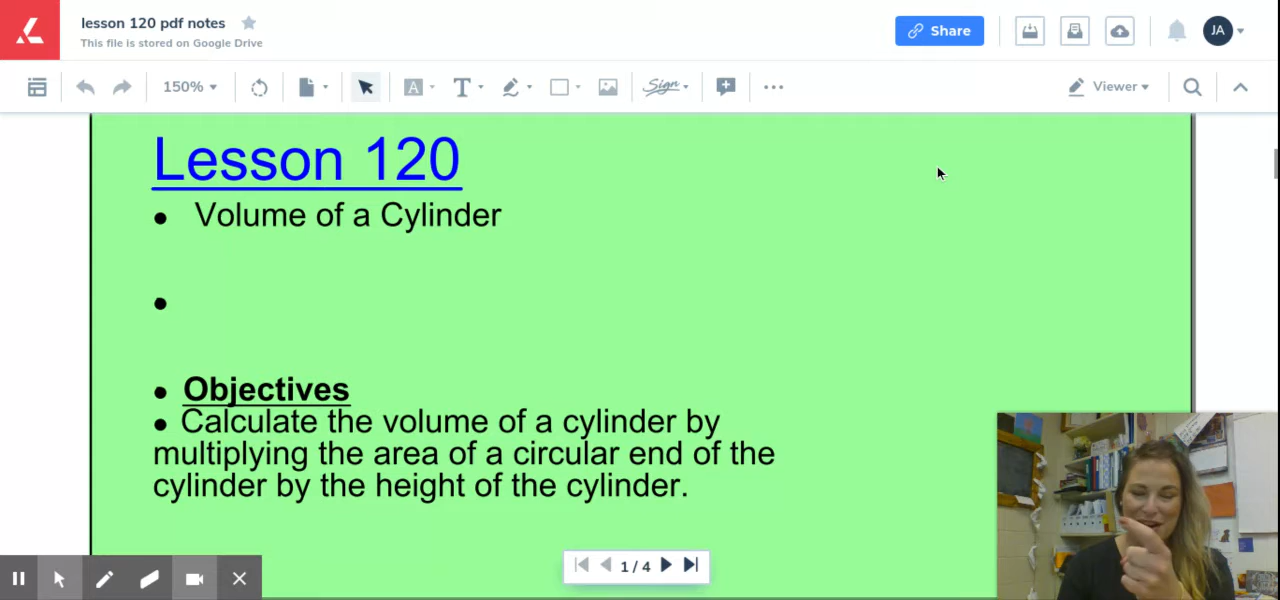 lesson 120 pdf notes
This file is stored on Google Drive
Share
JA
150%
A
T
Sign
Viewer
Lesson 120
• Volume of a Cylinder
•
• Objectives
• Calculate the volume of a cylinder by
multiplying the area of a circular end of the
cylinder by the height of the cylinder.
1 / 4